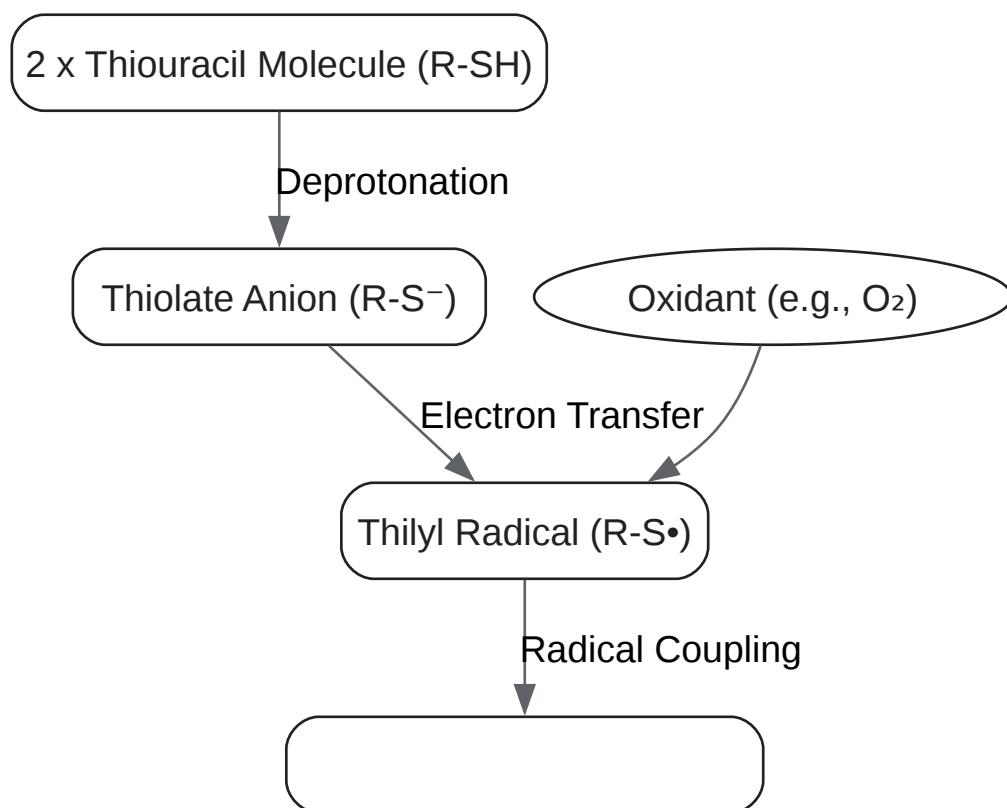 2 x Thiouracil Molecule (R-SH)
Deprotonation
Thiolate Anion (R-S⁻)
Oxidant (e.g., O₂)
Electron Transfer
Thilyl Radical (R-S•)
Radical Coupling